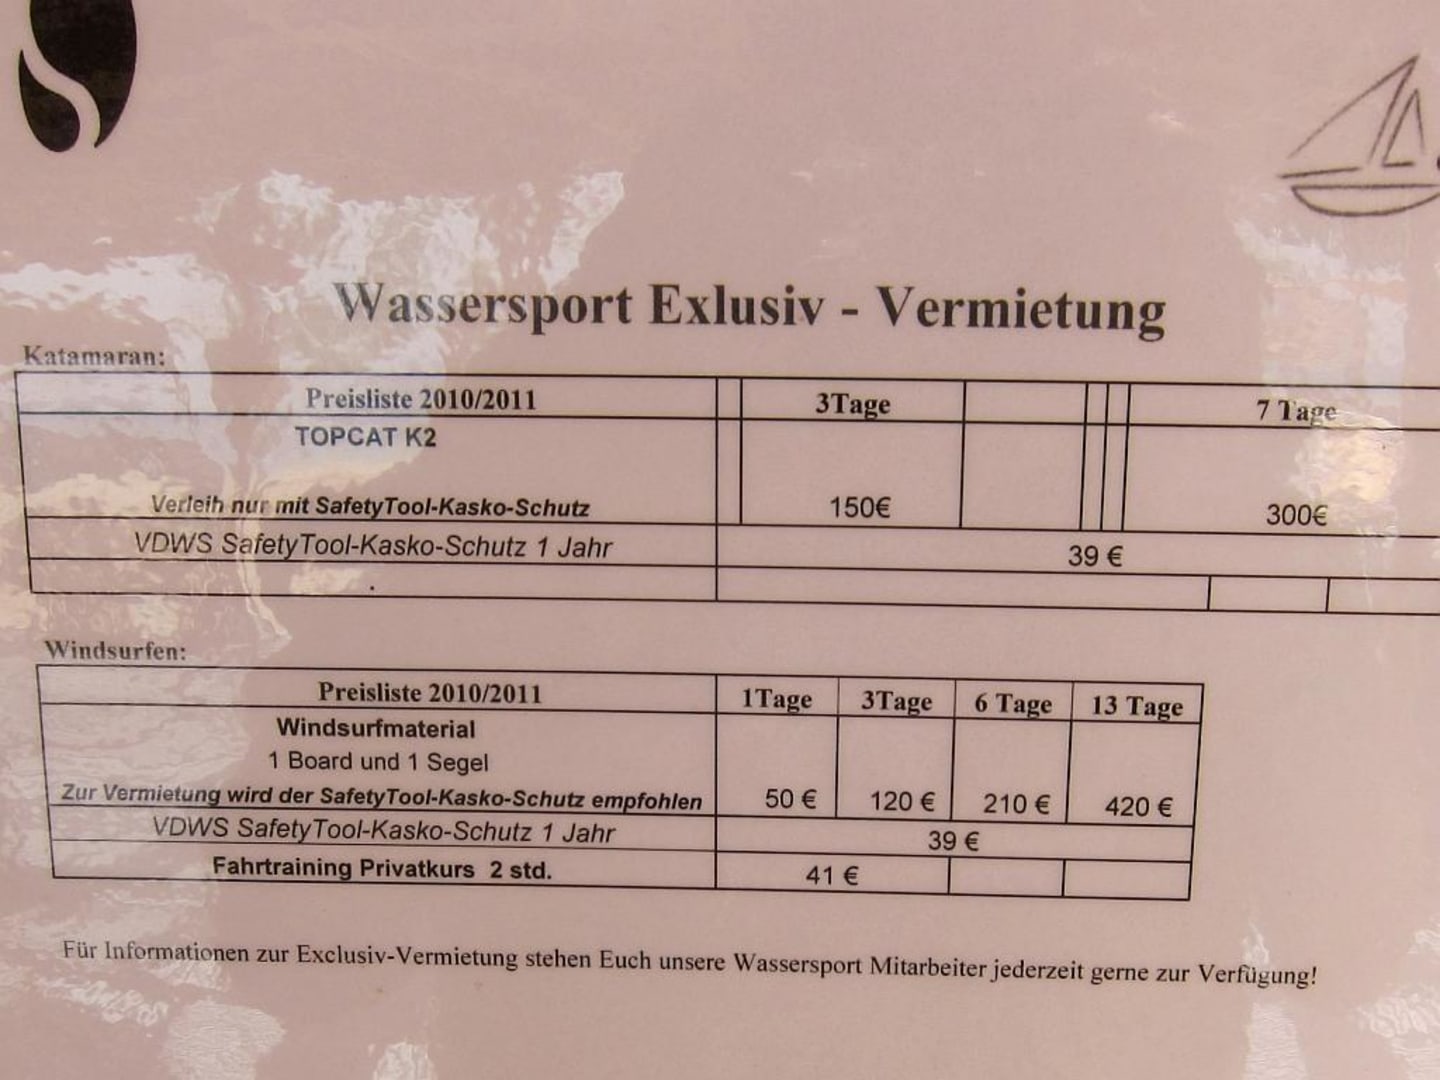 Wassersport Exlusiv - Vermietung
Katamaran:
Preisliste 2010/2011 3Tage 7 Tage
TOPCAT K2
Verleih nur mit SafetyTool-Kasko-Schutz 150€ 300€
VDWS SafetyTool-Kasko-Schutz 1 Jahr 39 €
Windsurfen:
Preisliste 2010/2011 1Tage 3Tage 6 Tage 13 Tage
Windsurfmaterial
1 Board und 1 Segel
Zur Vermietung wird der SafetyTool-Kasko-Schutz empfohlen 50 € 120 € 210 € 420 €
VDWS SafetyTool-Kasko-Schutz 1 Jahr 39 €
Fahrtraining Privatkurs 2 std. 41 €
Für Informationen zur Exclusiv-Vermietung stehen Euch unsere Wassersport Mitarbeiter jederzeit gerne zur Verfügung!